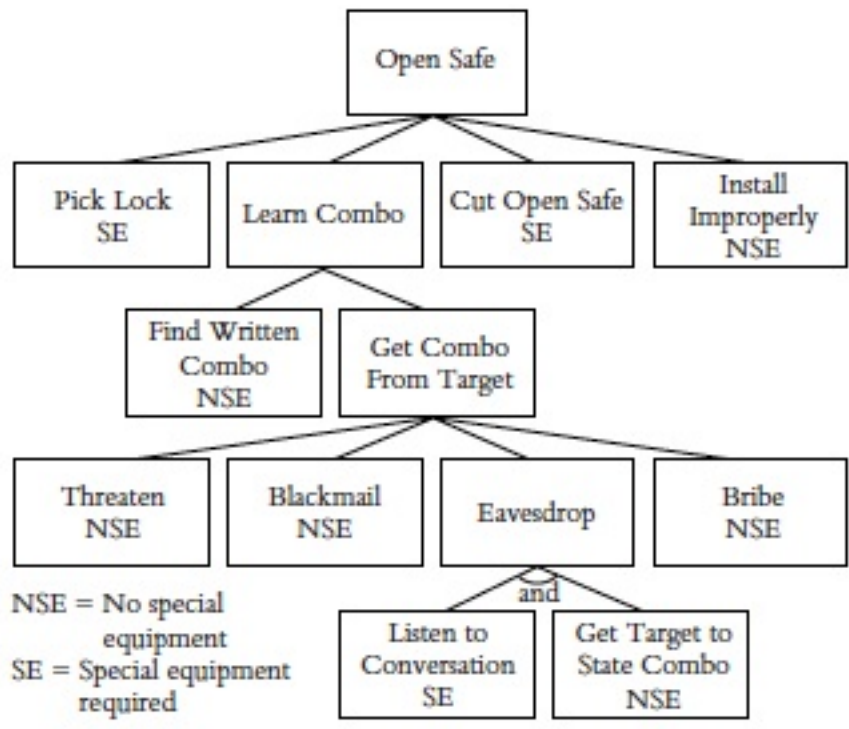 Open Safe
Pick Lock
SE
Learn Combo
Cut Open Safe
SE
Install
Improperly
NSE
Find Written
Combo
NSE
Get Combo
From Target
Threaten
NSE
Blackmail
NSE
Eavesdrop
Bribe
NSE
and
Listen to
Conversation
SE
Get Target to
State Combo
NSE
NSE = No special
equipment
SE = Special equipment
required